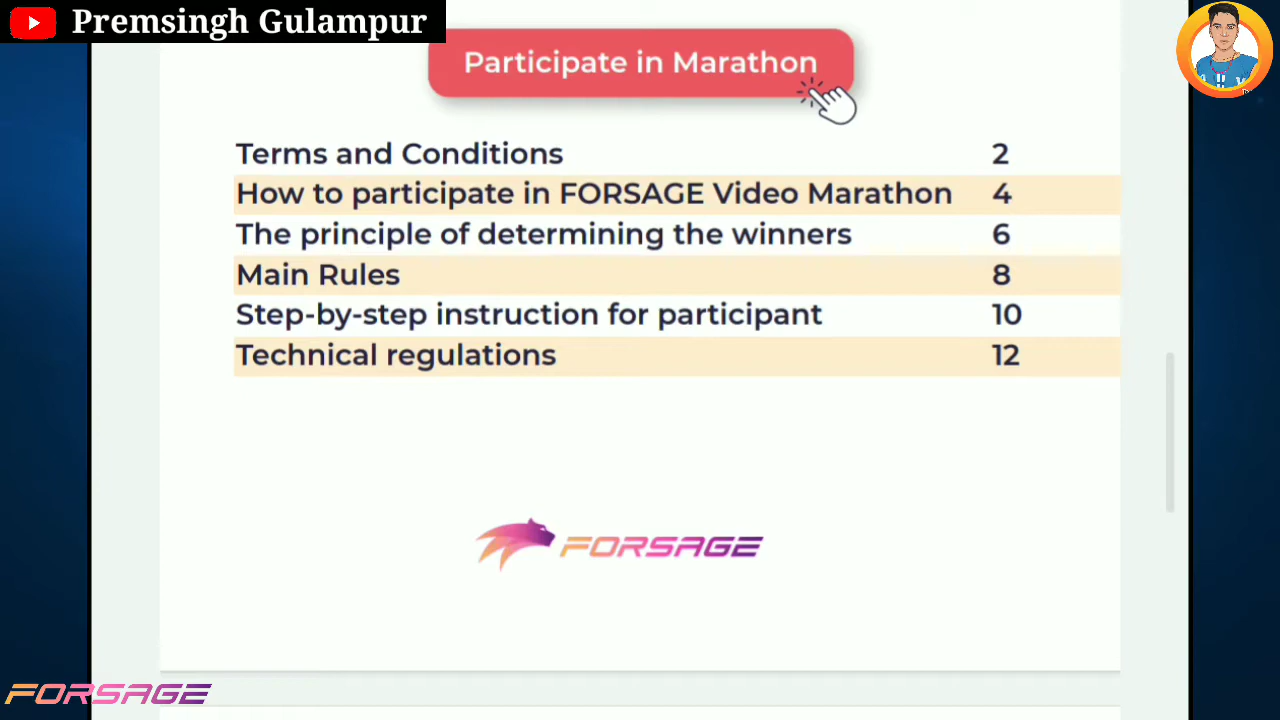 Premsingh Gulampur
Participate in Marathon
Terms and Conditions 2
How to participate in FORSAGE Video Marathon 4
The principle of determining the winners 6
Main Rules 8
Step-by-step instruction for participant 10
Technical regulations 12
FORSAGE
FORSAGE